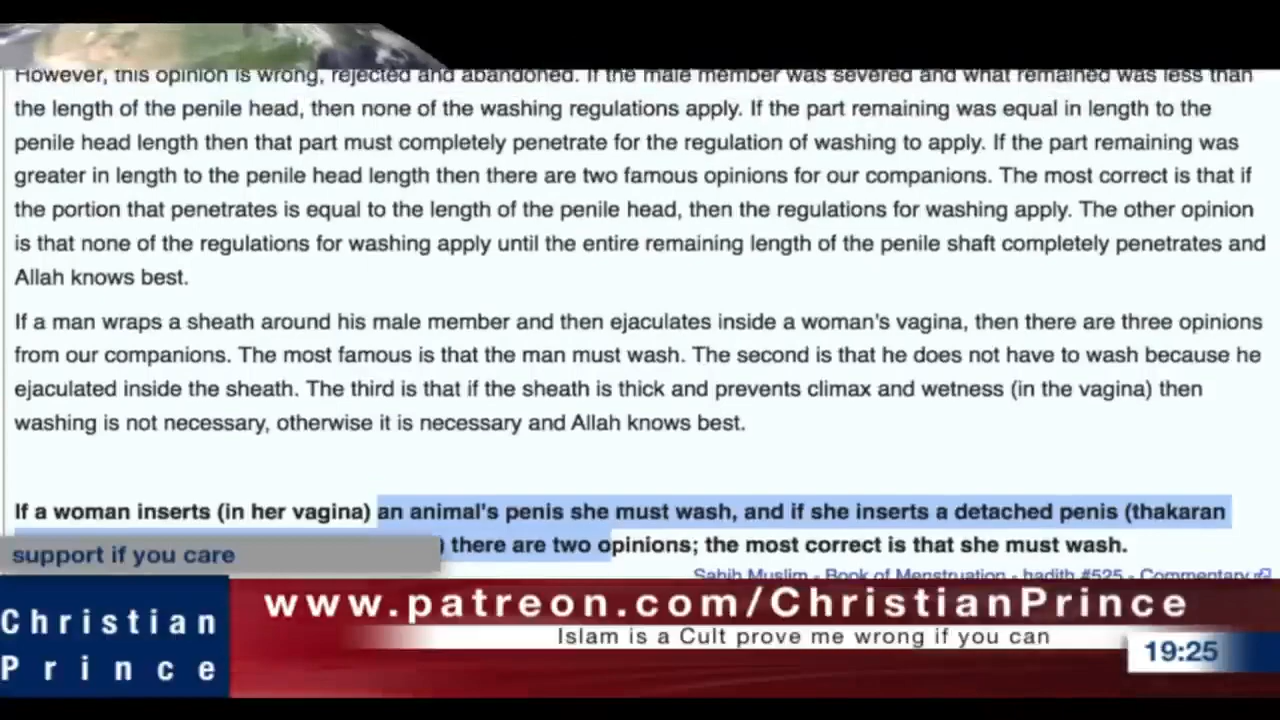 However, this opinion is wrong, rejected and abandoned. If the male member was severed and what remained was less than
the length of the penile head, then none of the washing regulations apply. If the part remaining was equal in length to the
penile head length then that part must completely penetrate for the regulation of washing to apply. If the part remaining was
greater in length to the penile head length then there are two famous opinions for our companions. The most correct is that if
the portion that penetrates is equal to the length of the penile head, then the regulations for washing apply. The other opinion
is that none of the regulations for washing apply until the entire remaining length of the penile shaft completely penetrates and
Allah knows best.
If a man wraps a sheath around his male member and then ejaculates inside a woman's vagina, then there are three opinions
from our companions. The most famous is that the man must wash. The second is that he does not have to wash because he
ejaculated inside the sheath. The third is that if the sheath is thick and prevents climax and wetness (in the vagina) then
washing is not necessary, otherwise it is necessary and Allah knows best.
If a woman inserts (in her vagina) an animal's penis she must wash, and if she inserts a detached penis (thakaran
) there are two opinions; the most correct is that she must wash.
support if you care
Sahih Muslim - Book of Menstruation - hadith #525 - Commentary
www.patreon.com/ChristianPrince
Christian
Prince
Islam is a Cult prove me wrong if you can
19:25